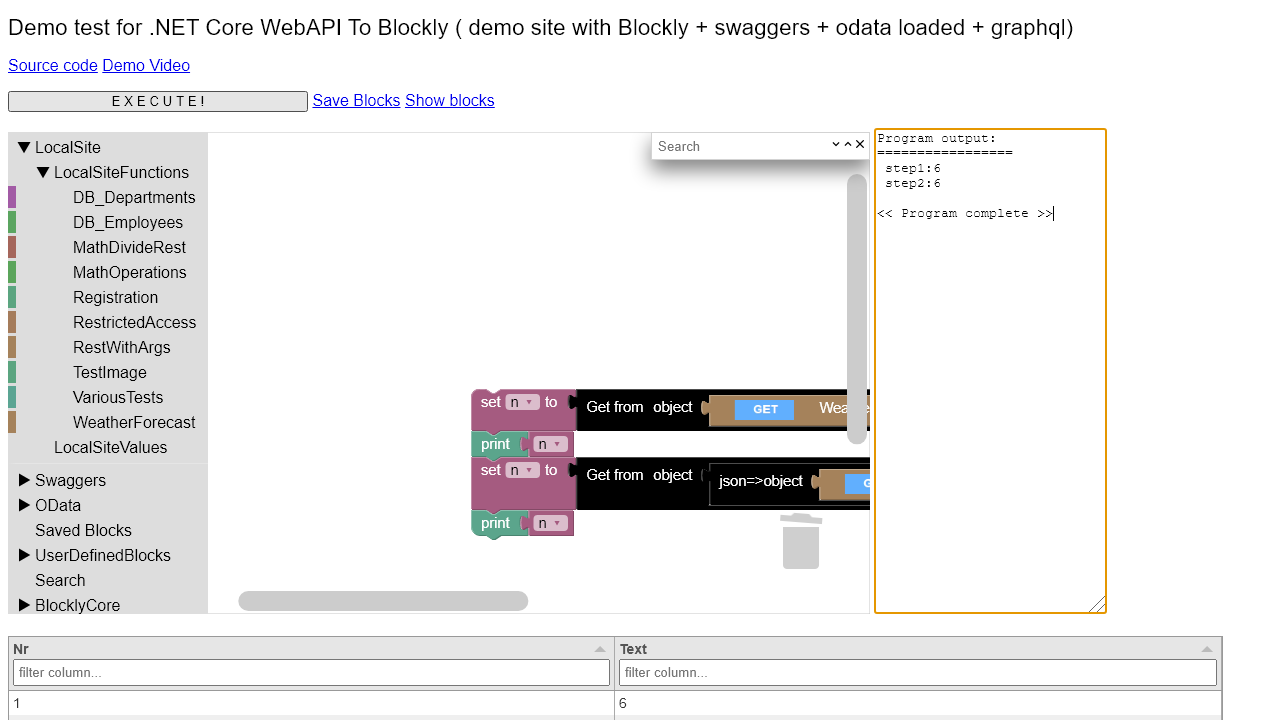 Demo test for .NET Core WebAPI To Blockly ( demo site with Blockly + swaggers + odata loaded + graphql)
Source code Demo Video
E X E C U T E ! Save Blocks Show blocks
LocalSite
LocalSiteFunctions
DB_Departments
DB_Employees
MathDivideRest
MathOperations
Registration
RestrictedAccess
RestWithArgs
TestImage
VariousTests
WeatherForecast
LocalSiteValues
Swaggers
OData
Saved Blocks
UserDefinedBlocks
Search
BlocklyCore
Search
set n to Get from object GET
print n
set n to Get from object json=>object
print n
Program output:
=================
step1:6
step2:6
<< Program complete >>
Nr Text
filter column... filter column...
1 6